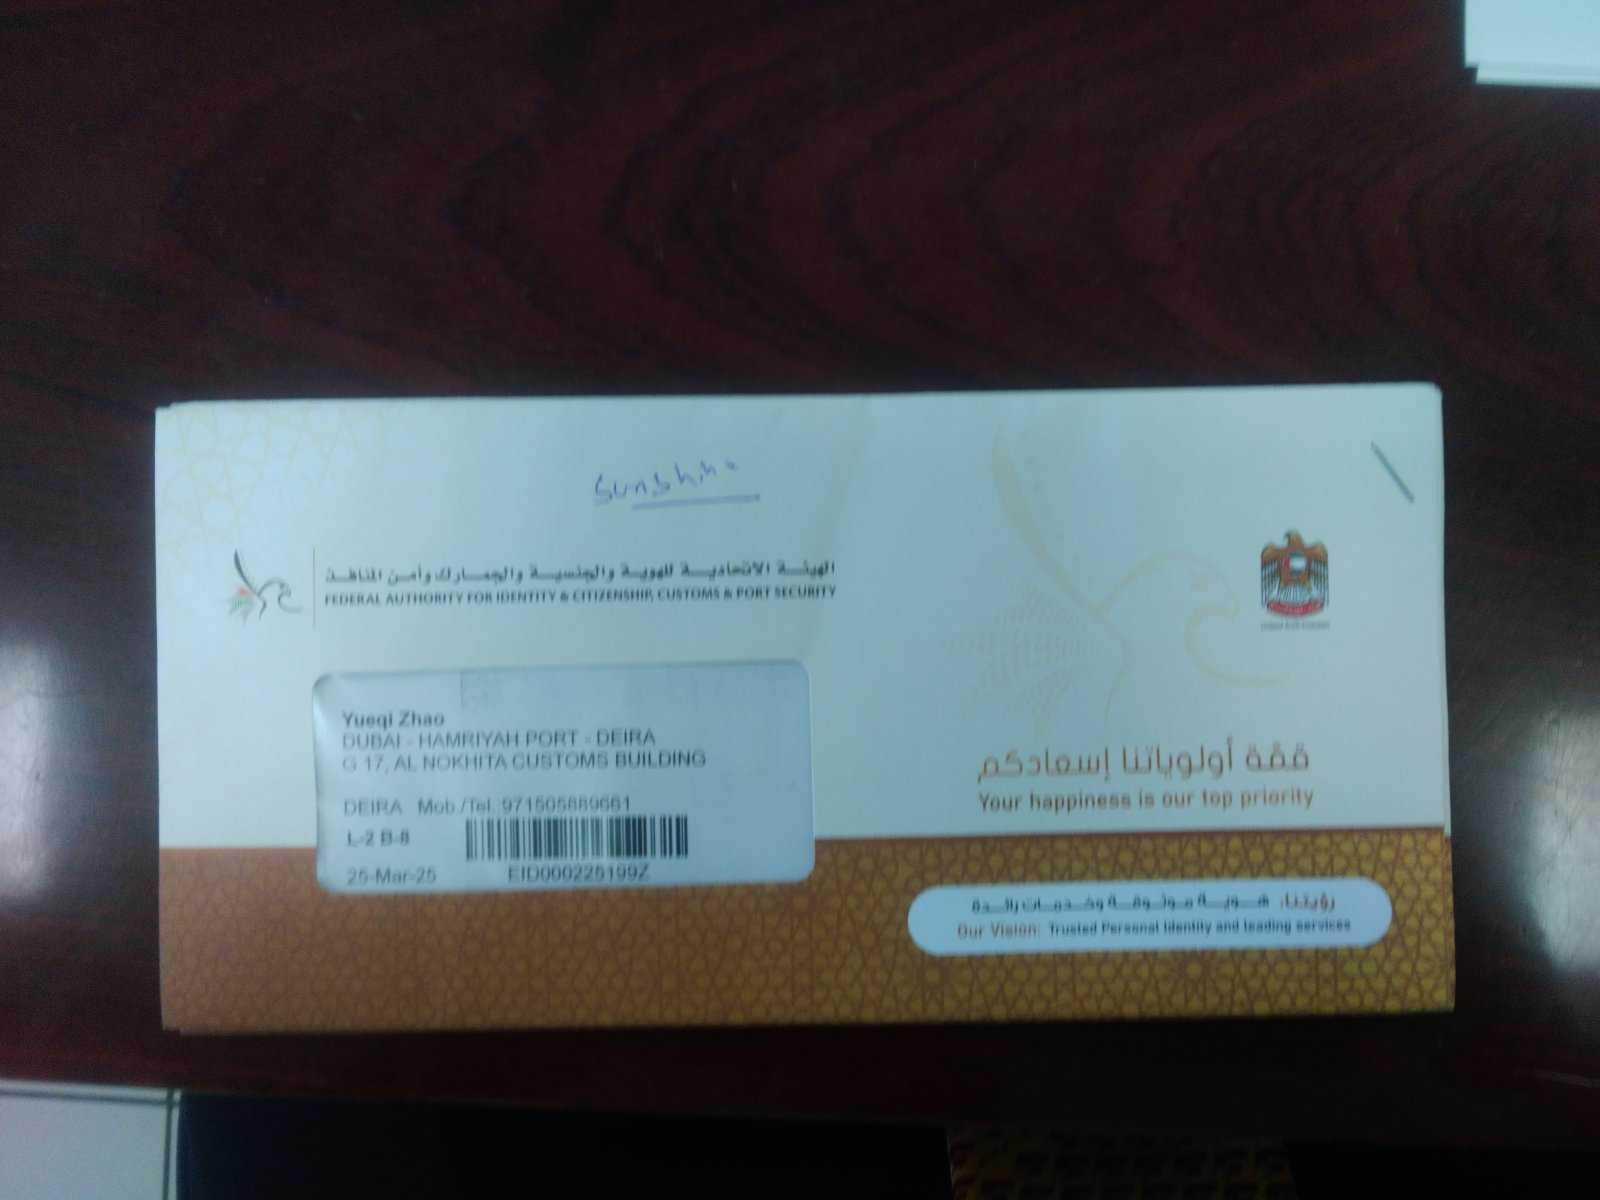 Sunshine
الهيئة الاتحادية للهوية والجنسية والجمارك وأمن المنافذ
FEDERAL AUTHORITY FOR IDENTITY & CITIZENSHIP, CUSTOMS & PORT SECURITY
Yueqi Zhao
DUBAI - HAMRIYAH PORT - DEIRA
G 17, AL NOKHITA CUSTOMS BUILDING
DEIRA Mob./Tel.:971505889661
L-2 B-8
25-Mar-25 EID000225199Z
قمّة أولوياتنا إسعادكم
Your happiness is our top priority
رؤيتنا: هوية موثوقة وخدمات رائدة
Our Vision: Trusted Personal Identity and leading services